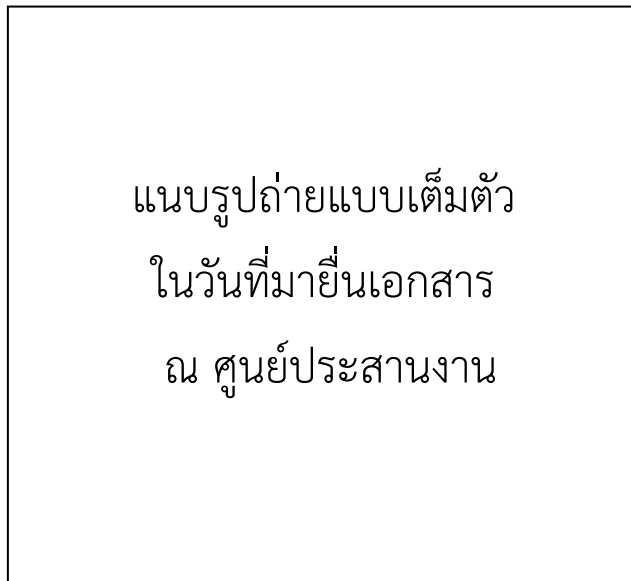 แนบรูปถ่ายแบบเต็มตัว
ในวันที่มายื่นเอกสาร
ณ ศูนย์ประสานงาน